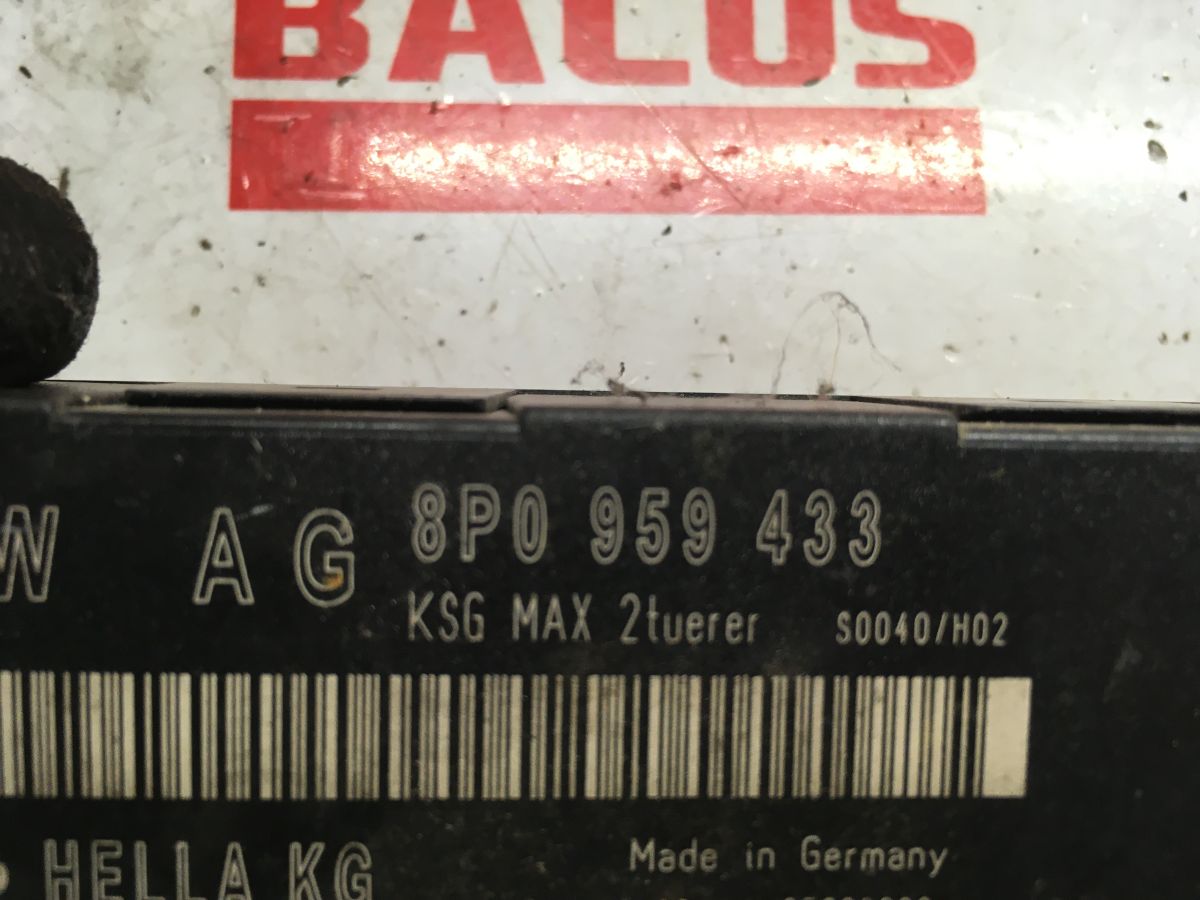 BALUS
W AG 8P0 959 433
KSG MAX 2tuerer S0040/H02
HELLA KG Made in Germany